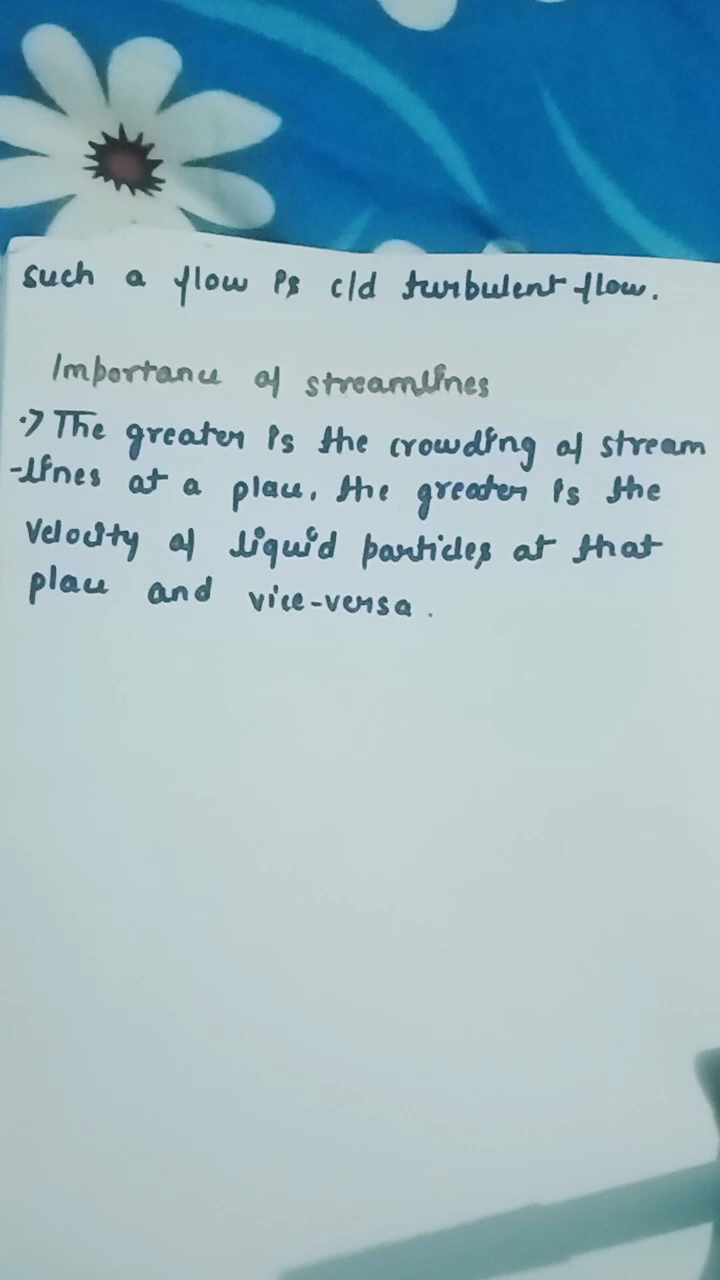 such a flow is c/d turbulent flow.
Importance of streamlines
·> The greater is the crowding of stream
-lines at a place, the greater is the
velocity of liquid particles at that
place and vice-versa.